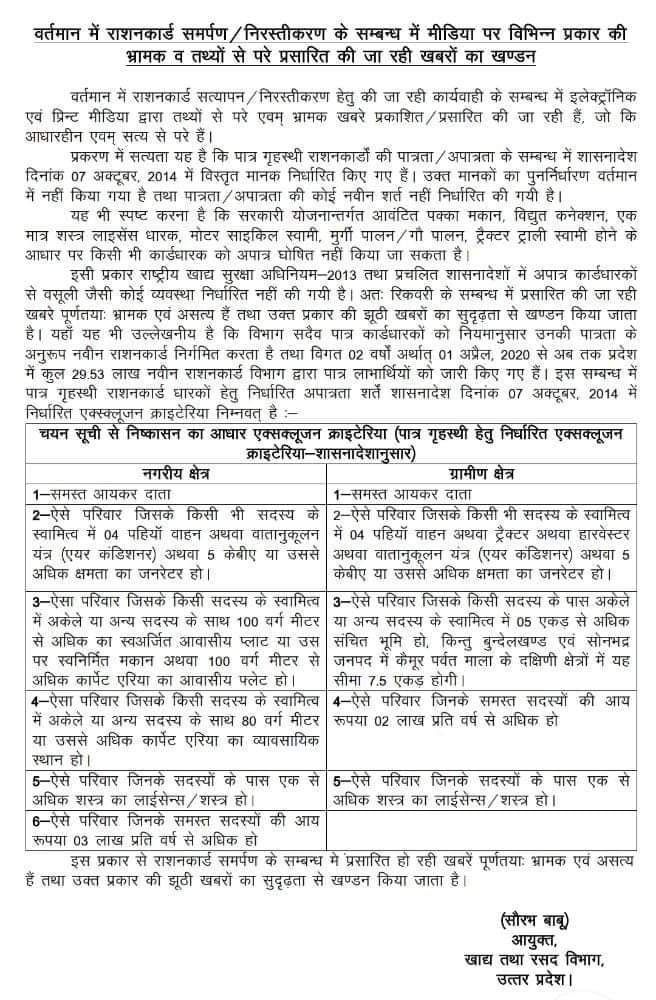 वर्तमान में राशनकार्ड समर्पण/निरस्तीकरण के सम्बन्ध में मीडिया पर विभिन्न प्रकार की
भ्रामक व तथ्यों से परे प्रसारित की जा रही खबरों का खण्डन
वर्तमान में राशनकार्ड सत्यापन/निरस्तीकरण हेतु की जा रही कार्यवाही के सम्बन्ध में इलेक्ट्रॉनिक
एवं प्रिन्ट मीडिया द्वारा तथ्यों से परे एवम् भ्रामक खबरे प्रकाशित/प्रसारित की जा रही हैं, जो कि
आधारहीन एवम् सत्य से परे हैं।
प्रकरण में सत्यता यह है कि पात्र गृहस्थी राशनकार्डों की पात्रता/अपात्रता के सम्बन्ध में शासनादेश
दिनांक 07 अक्टूबर, 2014 में विस्तृत मानक निर्धारित किए गए हैं। उक्त मानकों का पुनर्निर्धारण वर्तमान
में नहीं किया गया है तथा पात्रता/अपात्रता की कोई नवीन शर्त नहीं निर्धारित की गयी है।
यह भी स्पष्ट करना है कि सरकारी योजनान्तर्गत आवंटित पक्का मकान, विद्युत कनेक्शन, एक
मात्र शस्त्र लाइसेंस धारक, मोटर साइकिल स्वामी, मुर्गी पालन/गौ पालन, ट्रैक्टर ट्राली स्वामी होने के
आधार पर किसी भी कार्डधारक को अपात्र घोषित नहीं किया जा सकता है।
इसी प्रकार राष्ट्रीय खाद्य सुरक्षा अधिनियम–2013 तथा प्रचलित शासनादेशों में अपात्र कार्डधारकों
से वसूली जैसी कोई व्यवस्था निर्धारित नहीं की गयी है। अतः रिकवरी के सम्बन्ध में प्रसारित की जा रही
खबरे पूर्णतयाः भ्रामक एवं असत्य हैं तथा उक्त प्रकार की झूठी खबरों का सुदृढ़ता से खण्डन किया जाता
है। यहाँ यह भी उल्लेखनीय है कि विभाग सदैव पात्र कार्डधारकों को नियमानुसार उनकी पात्रता के
अनुरूप नवीन राशनकार्ड निर्गमित करता है तथा विगत 02 वर्षों अर्थात् 01 अप्रैल, 2020 से अब तक प्रदेश
में कुल 29.53 लाख नवीन राशनकार्ड विभाग द्वारा पात्र लाभार्थियों को जारी किए गए हैं। इस सम्बन्ध में
पात्र गृहस्थी राशनकार्ड धारकों हेतु निर्धारित अपात्रता शर्तें शासनादेश दिनांक 07 अक्टूबर, 2014 में
निर्धारित एक्स्क्लूजन क्राइटेरिया निम्नवत् है :–
चयन सूची से निष्कासन का आधार एक्सक्लूजन क्राइटेरिया (पात्र गृहस्थी हेतु निर्धारित एक्सक्लूजन
क्राइटेरिया–शासनादेशानुसार)
नगरीय क्षेत्र
ग्रामीण क्षेत्र
1–समस्त आयकर दाता
1–समस्त आयकर दाता
2–ऐसे परिवार जिसके किसी भी सदस्य के
स्वामित्व में 04 पहियॉ वाहन अथवा वातानुकूलन
यंत्र (एयर कंडिशनर) अथवा 5 केबीए या उससे
अधिक क्षमता का जनरेटर हो।
2–ऐसे परिवार जिसके किसी भी सदस्य के स्वामित्व
में 04 पहियॉ वाहन अथवा ट्रैक्टर अथवा हारवेस्टर
अथवा वातानुकूलन यंत्र (एयर कंडिशनर) अथवा 5
केबीए या उससे अधिक क्षमता का जनरेटर हो।
3–ऐसा परिवार जिसके किसी सदस्य के स्वामित्व
में अकेले या अन्य सदस्य के साथ 100 वर्ग मीटर
से अधिक का स्वअर्जित आवासीय प्लाट या उस
पर स्वनिर्मित मकान अथवा 100 वर्ग मीटर से
अधिक कार्पेट एरिया का आवासीय फ्लेट हो।
3–ऐसे परिवार जिसके किसी सदस्य के पास अकेले
या अन्य सदस्य के स्वामित्व में 05 एकड़ से अधिक
संचित भूमि हो, किन्तु बुन्देलखण्ड एवं सोनभद्र
जनपद में कैमूर पर्वत माला के दक्षिणी क्षेत्रों में यह
सीमा 7.5 एकड़ होगी।
4–ऐसा परिवार जिसके किसी सदस्य के स्वामित्व
में अकेले या अन्य सदस्य के साथ 80 वर्ग मीटर
या उससे अधिक कार्पेट एरिया का व्यावसायिक
स्थान हो।
4–ऐसे परिवार जिनके समस्त सदस्यों की आय
रूपया 02 लाख प्रति वर्ष से अधिक हो
5–ऐसे परिवार जिनके सदस्यों के पास एक से
अधिक शस्त्र का लाईसेन्स/शस्त्र हो।
5–ऐसे परिवार जिनके सदस्यों के पास एक से
अधिक शस्त्र का लाईसेन्स/शस्त्र हो।
6–ऐसे परिवार जिनके समस्त सदस्यों की आय
रूपया 03 लाख प्रति वर्ष से अधिक हो
इस प्रकार से राशनकार्ड समर्पण के सम्बन्ध मे प्रसारित हो रही खबरें पूर्णतयाः भ्रामक एवं असत्य
हैं तथा उक्त प्रकार की झूठी खबरों का सुदृढ़ता से खण्डन किया जाता है।
(सौरभ बाबू)
आयुक्त,
खाद्य तथा रसद विभाग,
उत्तर प्रदेश।